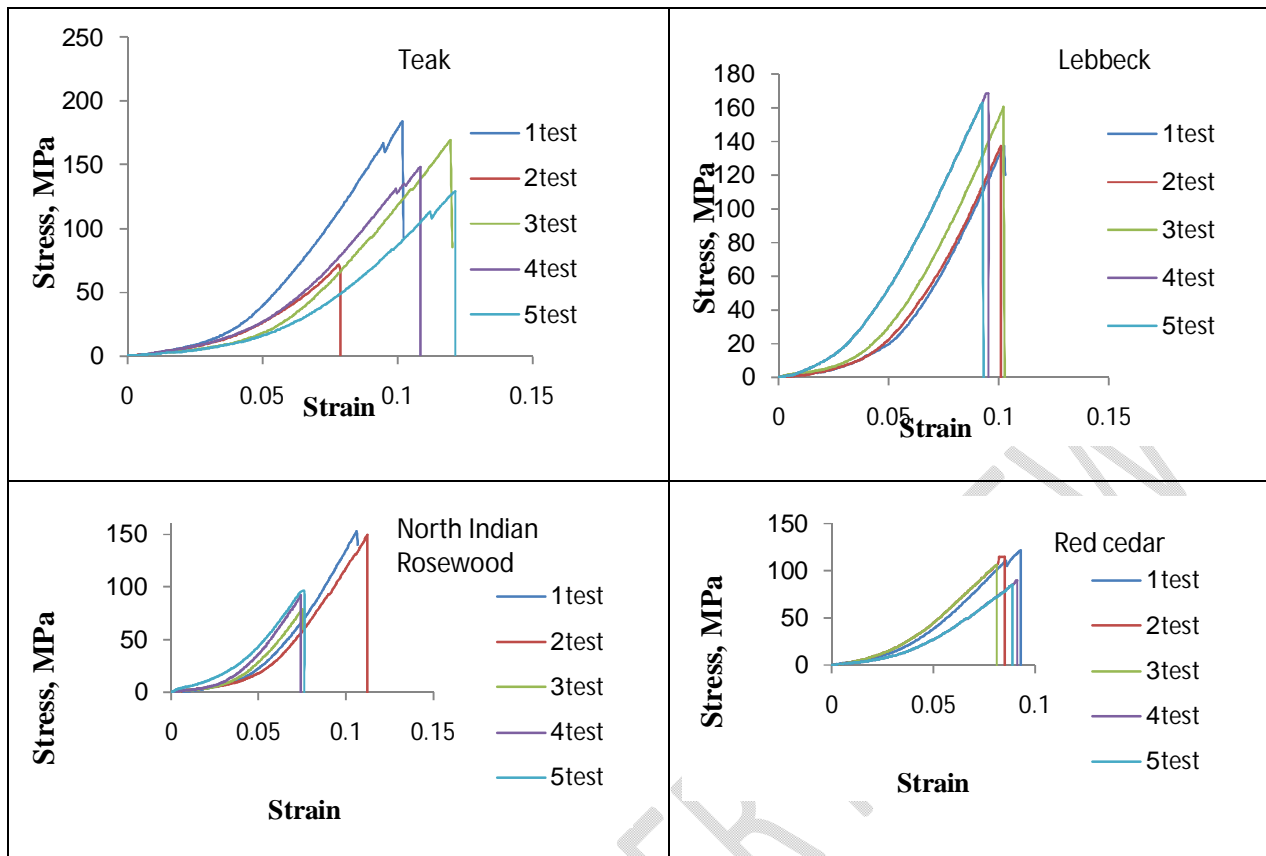 Teak
Stress, MPa
250
200
150
100
50
0
0
0.05
0.1
0.15
Strain
1test
2test
3test
4test
5test
Lebbeck
Stress, MPa
180
160
140
120
100
80
60
40
20
0
0
0.05
0.1
0.15
Strain
1test
2test
3test
4test
5test
North Indian
Rosewood
Stress, MPa
150
100
50
0
0
0.05
0.1
0.15
Strain
1test
2test
3test
4test
5test
Red cedar
Stress, MPa
150
100
50
0
0
0.05
0.1
Strain
1test
2test
3test
4test
5test